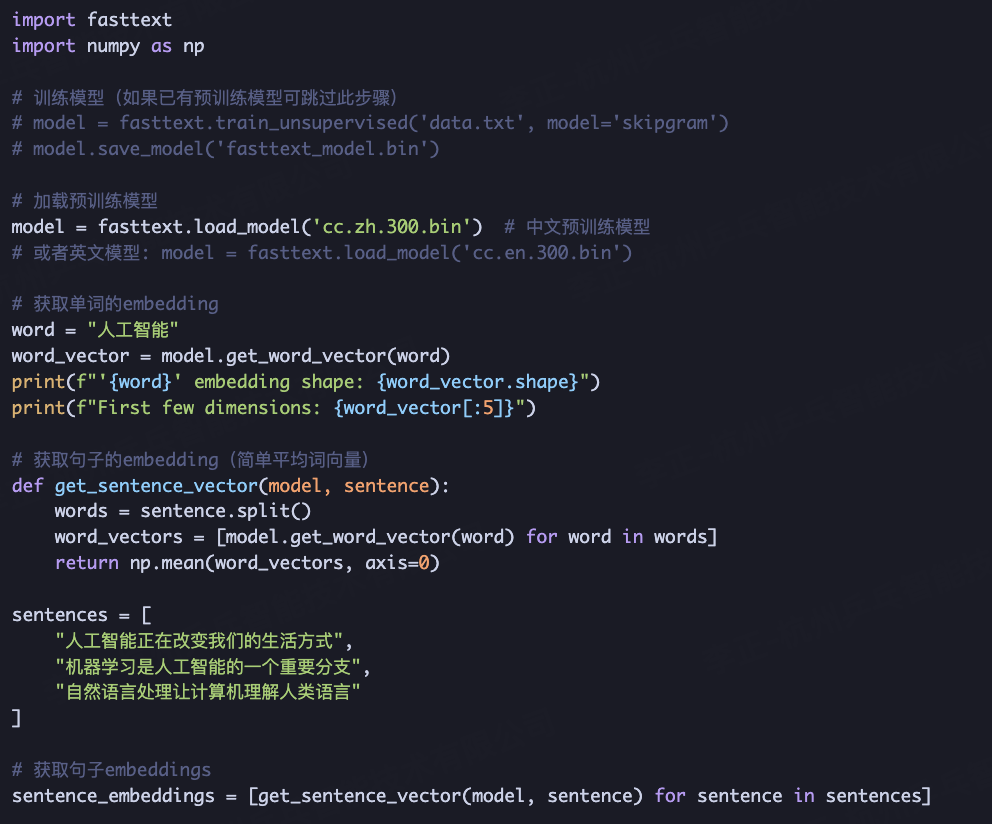 import fasttext
import numpy as np
# 训练模型（如果已有预训练模型可跳过此步骤）
# model = fasttext.train_unsupervised('data.txt', model='skipgram')
# model.save_model('fasttext_model.bin')
# 加载预训练模型
model = fasttext.load_model('cc.zh.300.bin')  # 中文预训练模型
# 或者英文模型: model = fasttext.load_model('cc.en.300.bin')
# 获取单词的embedding
word = "人工智能"
word_vector = model.get_word_vector(word)
print(f"'{word}' embedding shape: {word_vector.shape}")
print(f"First few dimensions: {word_vector[:5]}")
# 获取句子的embedding（简单平均词向量）
def get_sentence_vector(model, sentence):
    words = sentence.split()
    word_vectors = [model.get_word_vector(word) for word in words]
    return np.mean(word_vectors, axis=0)
sentences = [
    "人工智能正在改变我们的生活方式",
    "机器学习是人工智能的一个重要分支",
    "自然语言处理让计算机理解人类语言"
]
# 获取句子embeddings
sentence_embeddings = [get_sentence_vector(model, sentence) for sentence in sentences]